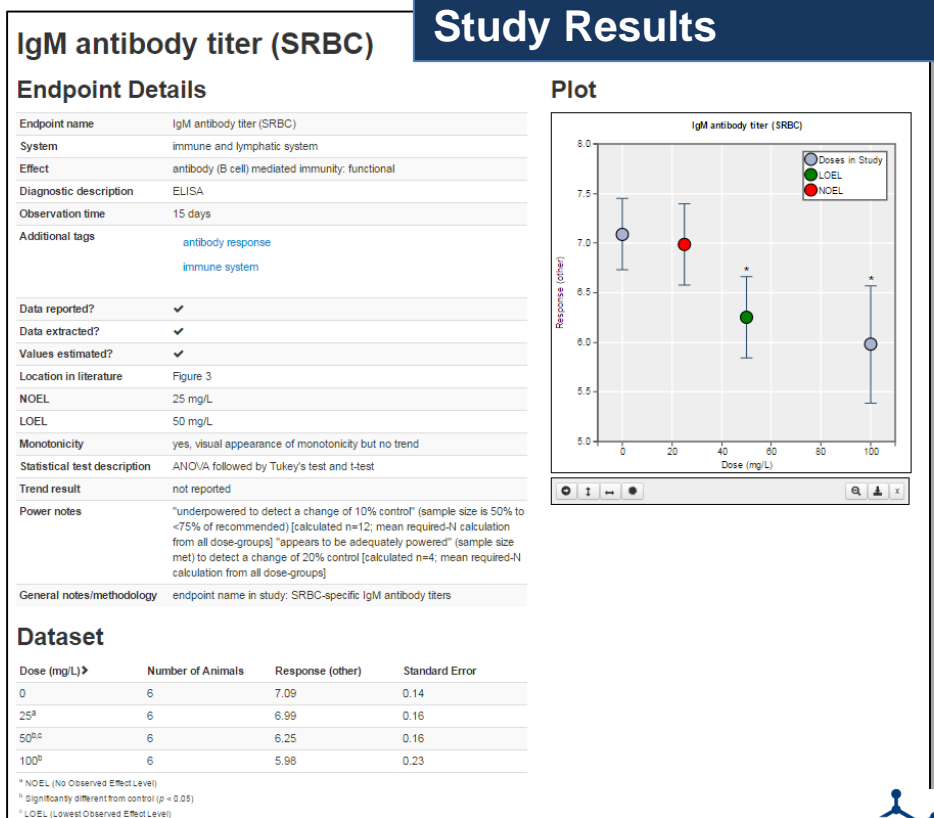 Study Results
IgM antibody titer (SRBC)
Endpoint Details
Endpoint name IgM antibody titer (SRBC)
System immune and lymphatic system
Effect antibody (B cell) mediated immunity: functional
Diagnostic description ELISA
Observation time 15 days
Additional tags antibody response
immune system
Data reported? ✔
Data extracted? ✔
Values estimated? ✔
Location in literature Figure 3
NOEL 25 mg/L
LOEL 50 mg/L
Monotonicity yes, visual appearance of monotonicity but no trend
Statistical test description ANOVA followed by Tukey's test and t-test
Trend result not reported
Power notes "underpowered to detect a change of 10% control" (sample size is 50% to
<75% of recommended) [calculated n=12; mean required-N calculation
from all dose-groups] "appears to be adequately powered" (sample size
met) to detect a change of 20% control [calculated n=4; mean required-N
calculation from all dose-groups]
General notes/methodology endpoint name in study: SRBC-specific IgM antibody titers
Plot
IgM antibody titer (SRBC)
Doses in Study
LOEL
NOEL
8.0
7.5
7.0
6.5
6.0
5.5
5.0
Response (other)
* *
0 20 40 60 80 100
Dose (mg/L)
x
Dataset
Dose (mg/L) Number of Animals Response (other) Standard Error
0 6 7.09 0.14
25ᵃ 6 6.99 0.16
50ᵇ,ᶜ 6 6.25 0.16
100ᵇ 6 5.98 0.23
ᵃ NOEL (No Observed Effect Level)
ᵇ Significantly different from control (p < 0.05)
ᶜ LOEL (Lowest Observed Effect Level)